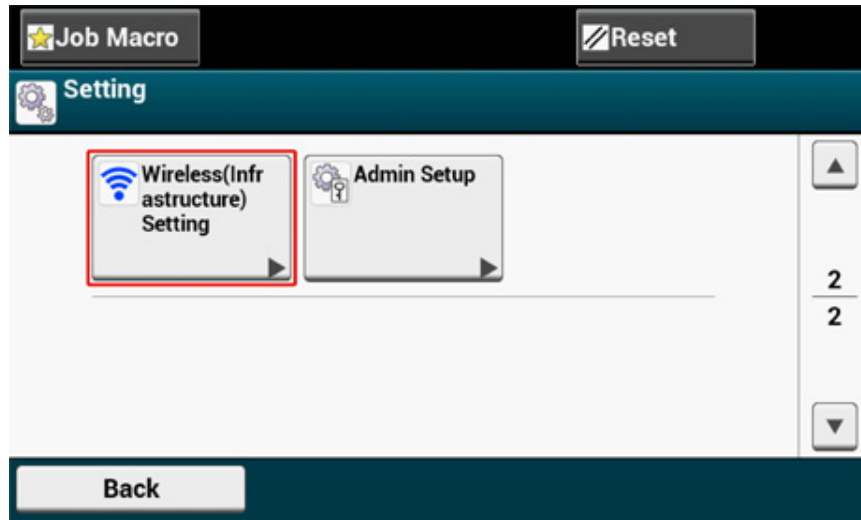 Job Macro
Reset
Setting
Wireless(Infr
astructure)
Setting
Admin Setup
2
2
Back